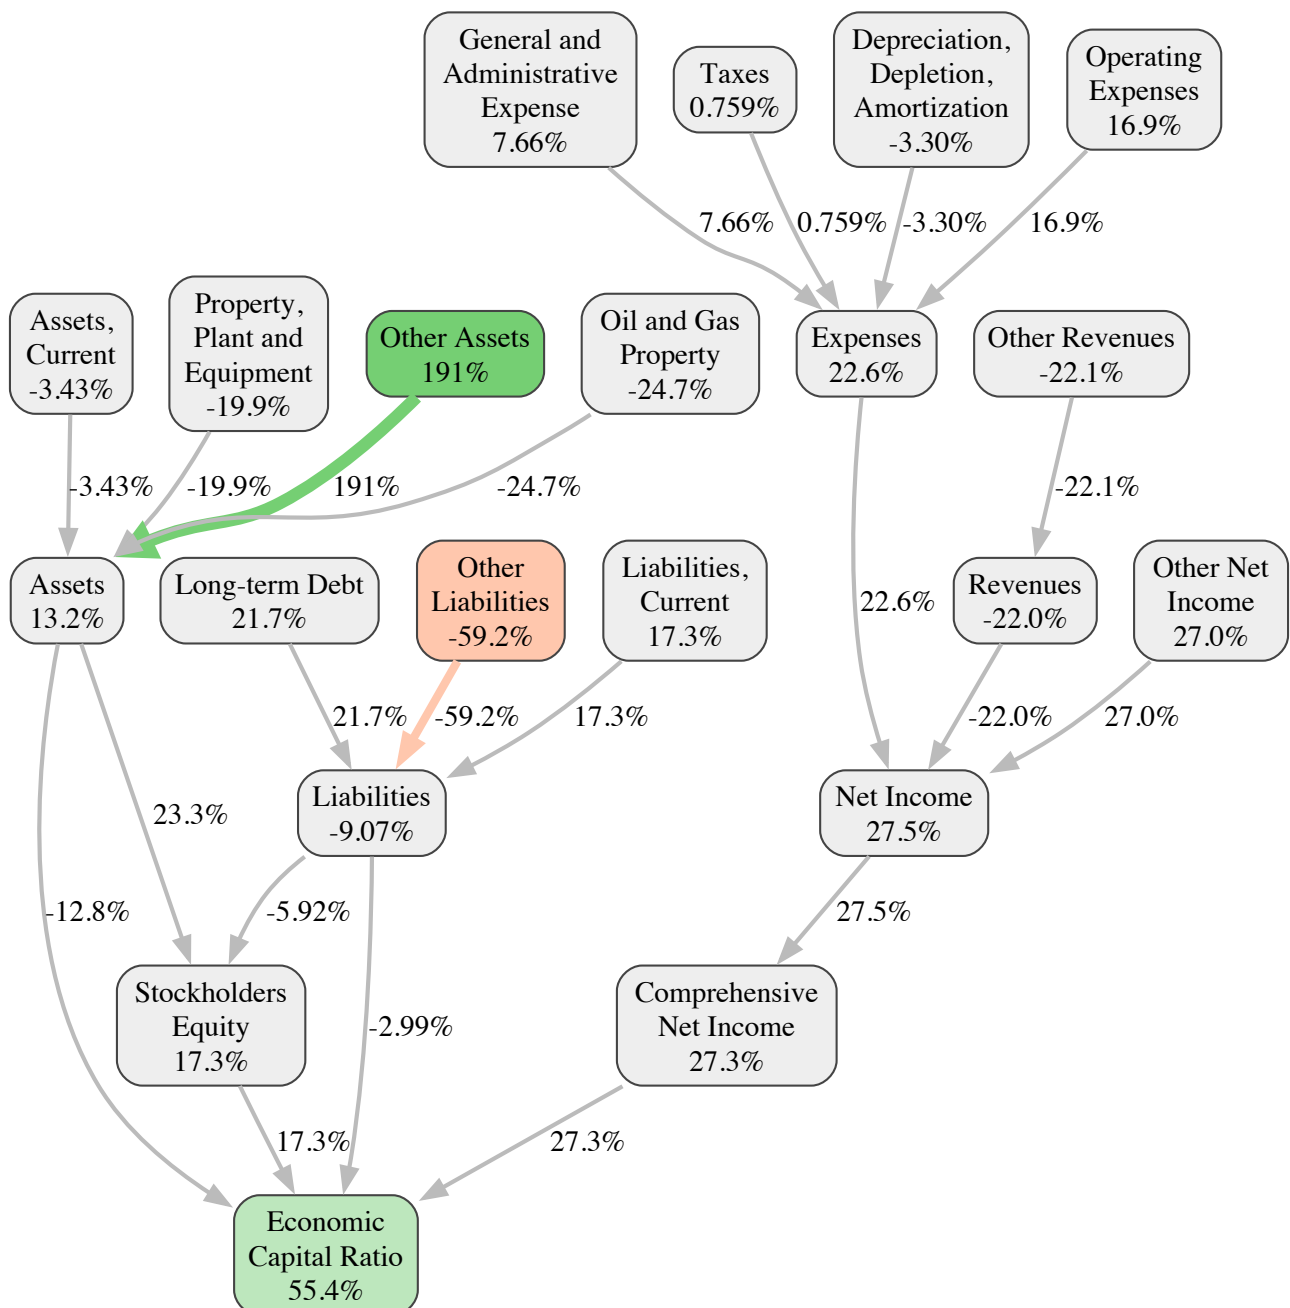 General and
Administrative
Expense
7.66%
Taxes
0.759%
Depreciation,
Depletion,
Amortization
-3.30%
Operating
Expenses
16.9%
7.66%
0.759%
-3.30%
16.9%
Assets,
Current
-3.43%
Property,
Plant and
Equipment
-19.9%
Other Assets
191%
Oil and Gas
Property
-24.7%
Expenses
22.6%
Other Revenues
-22.1%
-3.43%
-19.9%
191%
-24.7%
-22.1%
Assets
13.2%
Long-term Debt
21.7%
Other
Liabilities
-59.2%
Liabilities,
Current
17.3%
22.6%
Revenues
-22.0%
Other Net
Income
27.0%
21.7%
-59.2%
17.3%
-22.0%
27.0%
23.3%
Liabilities
-9.07%
Net Income
27.5%
-12.8%
-5.92%
27.5%
Stockholders
Equity
17.3%
-2.99%
Comprehensive
Net Income
27.3%
17.3%
27.3%
Economic
Capital Ratio
55.4%